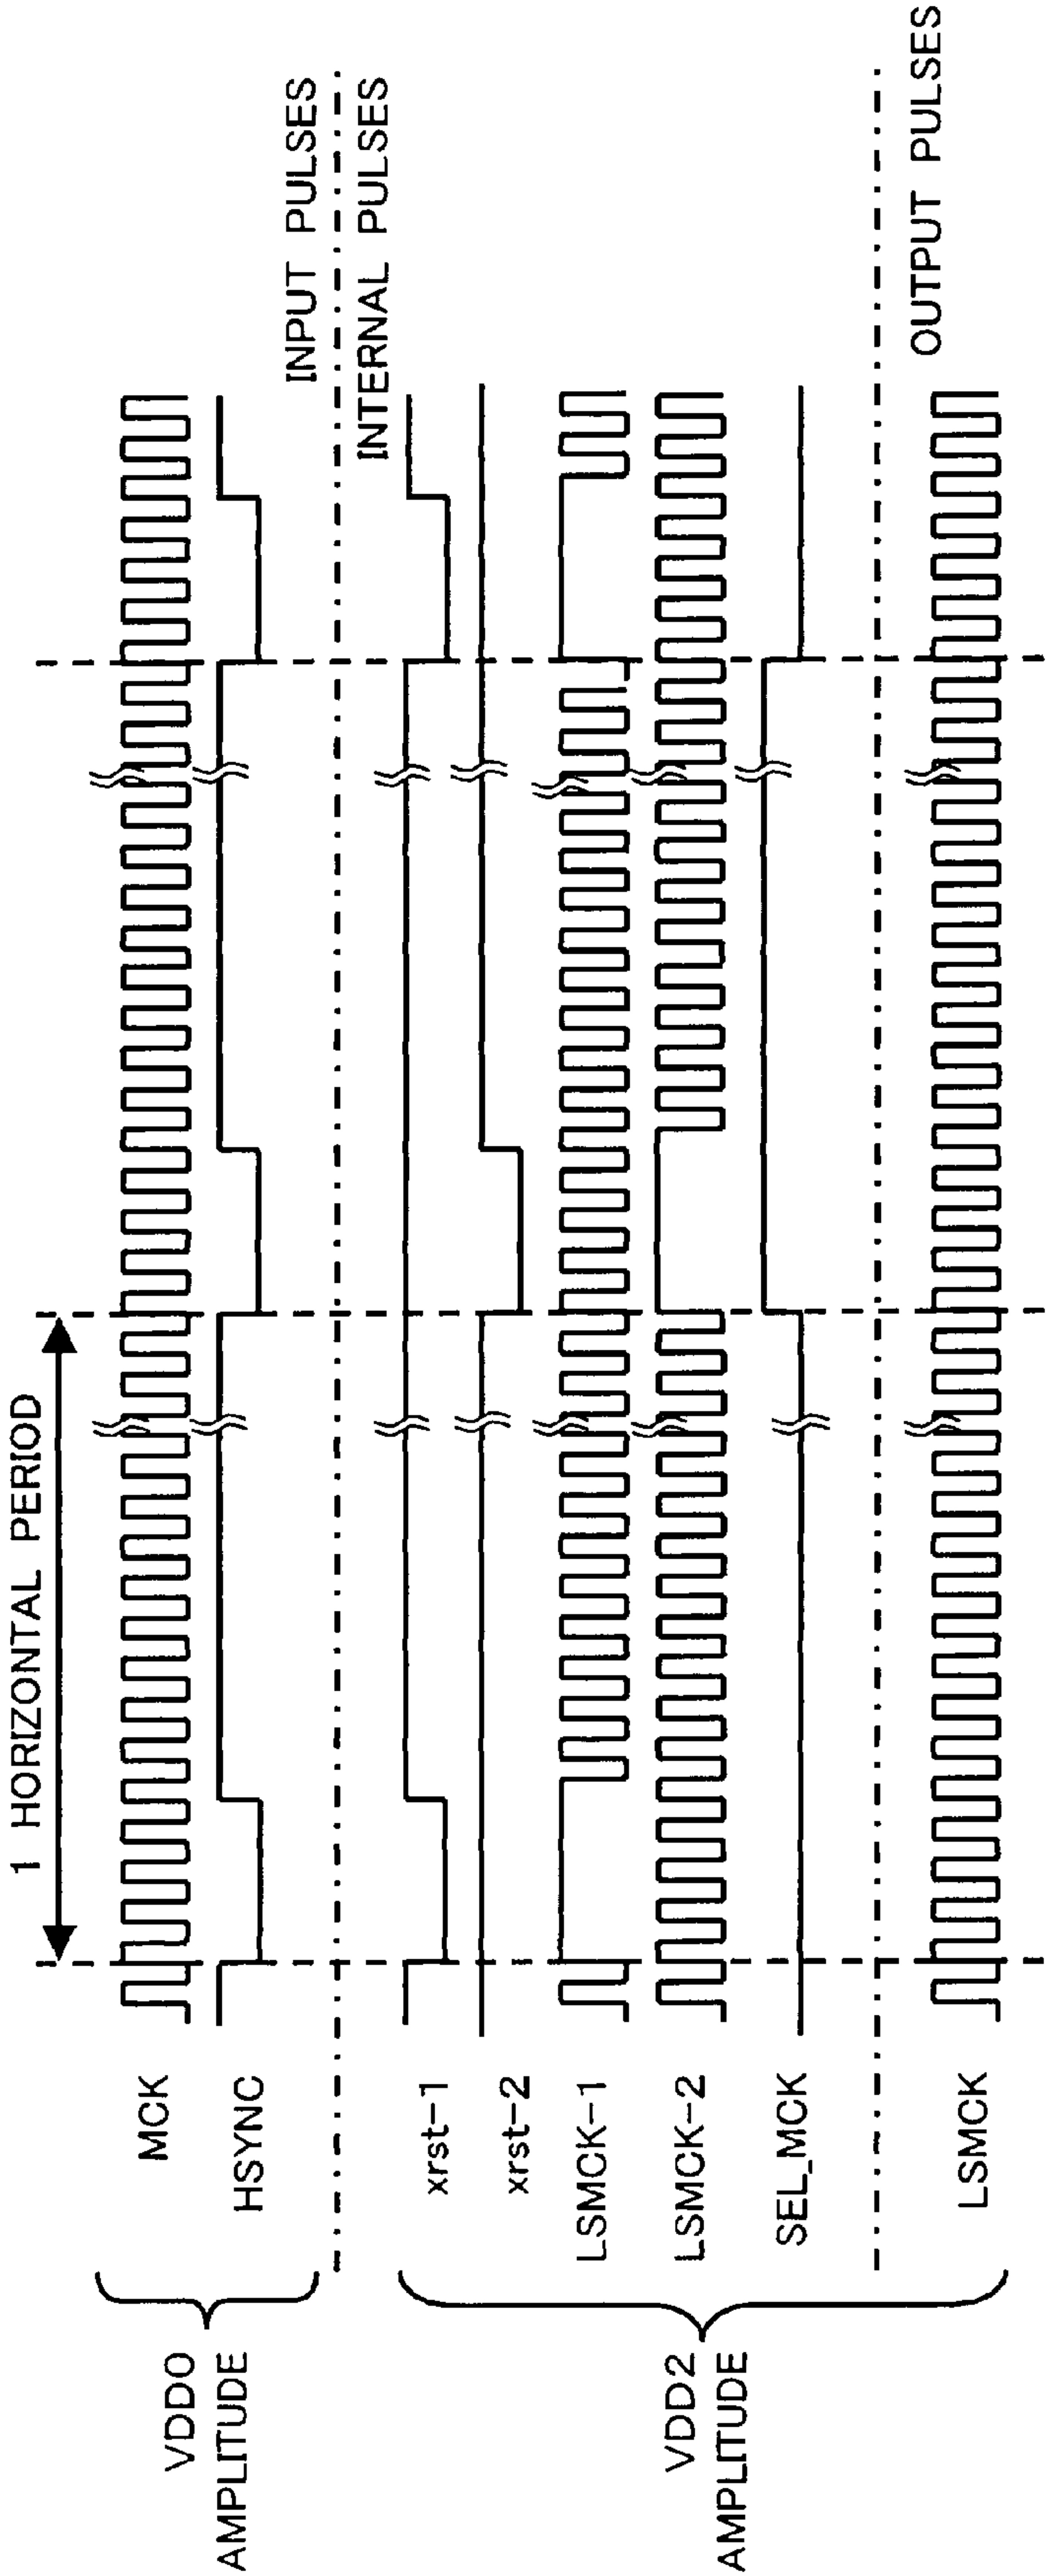 1 HORIZONTAL PERIOD
VDD0
AMPLITUDE
MCK
HSYNC
INPUT PULSES
INTERNAL PULSES
VDD2
AMPLITUDE
xrst-1
xrst-2
LSMCK-1
LSMCK-2
SEL_MCK
OUTPUT PULSES
LSMCK